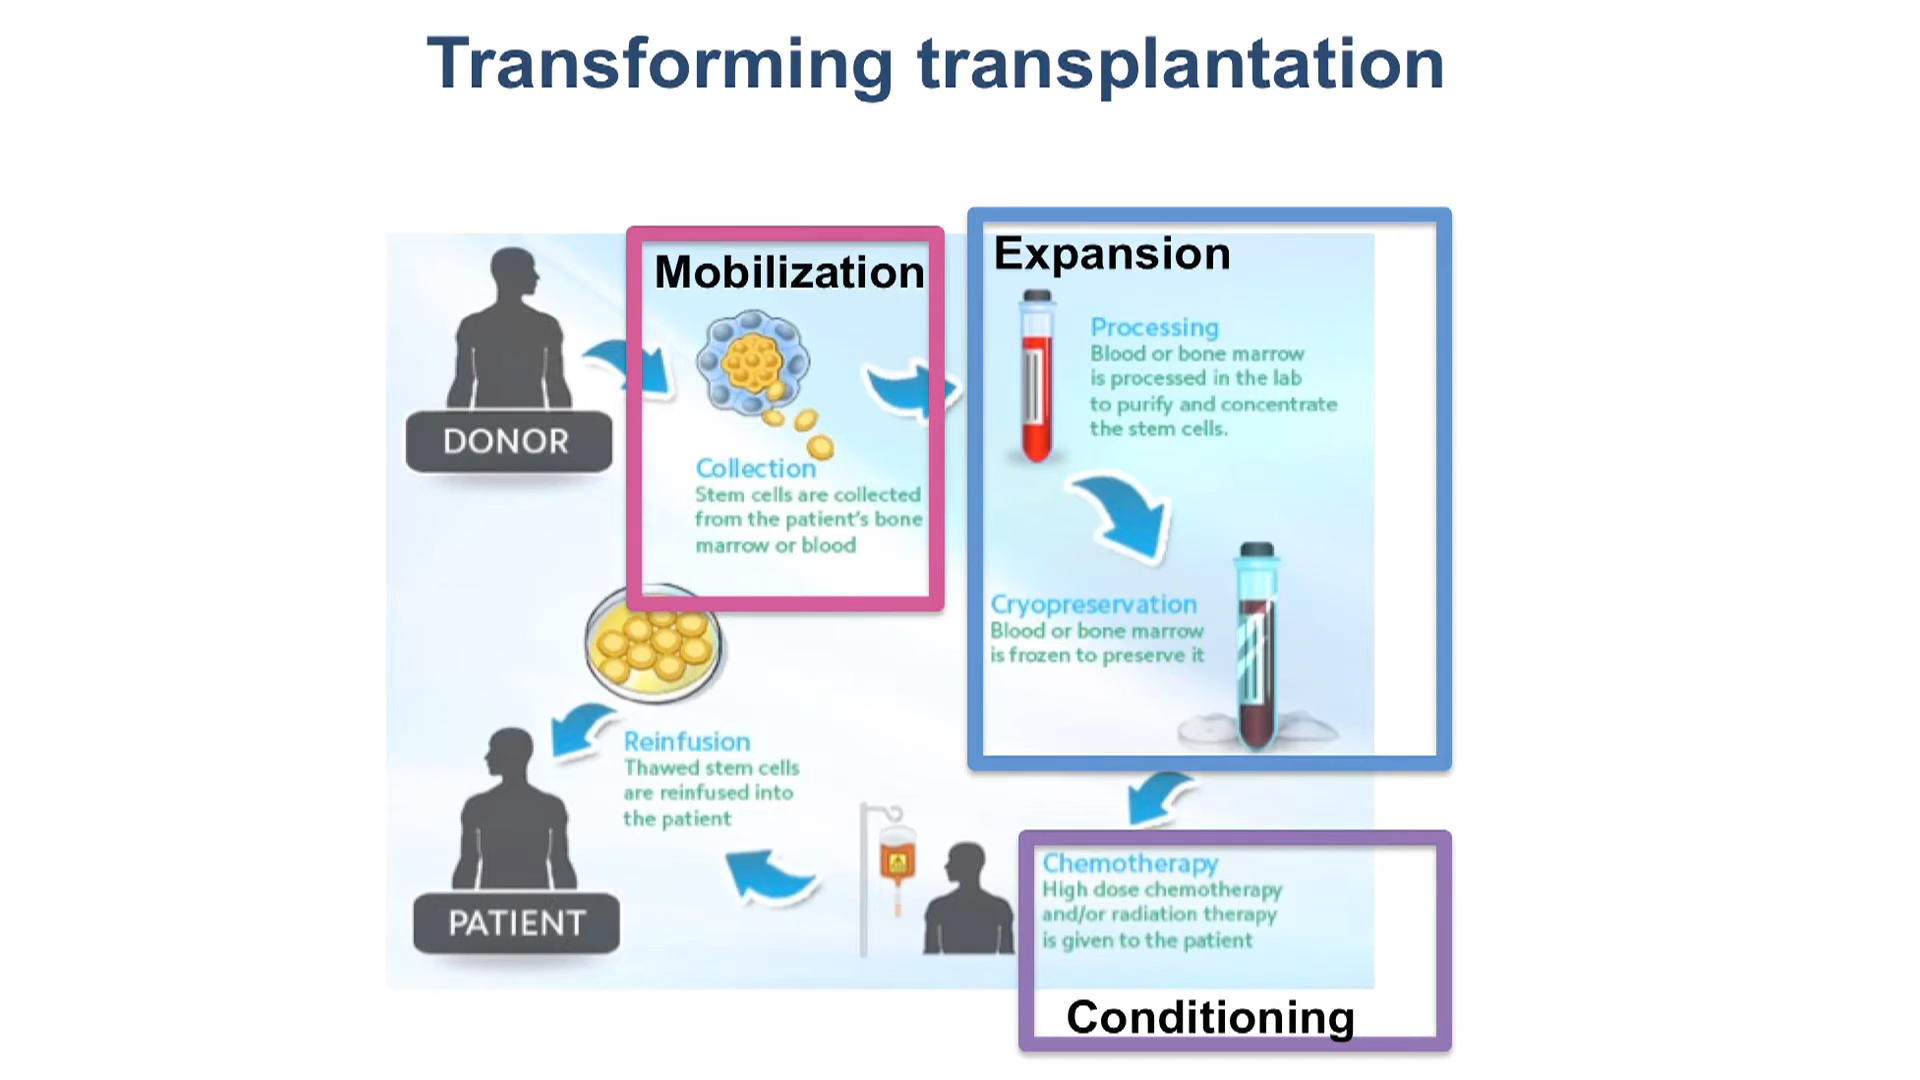 Transforming transplantation
Mobilization
Expansion
DONOR
Collection
Stem cells are collected
from the patient's bone
marrow or blood
Processing
Blood or bone marrow
is processed in the lab
to purify and concentrate
the stem cells.
Cryopreservation
Blood or bone marrow
is frozen to preserve it
Chemotherapy
High dose chemotherapy
and/or radiation therapy
is given to the patient
Conditioning
Reinfusion
Thawed stem cells
are reinfused into
the patient
PATIENT